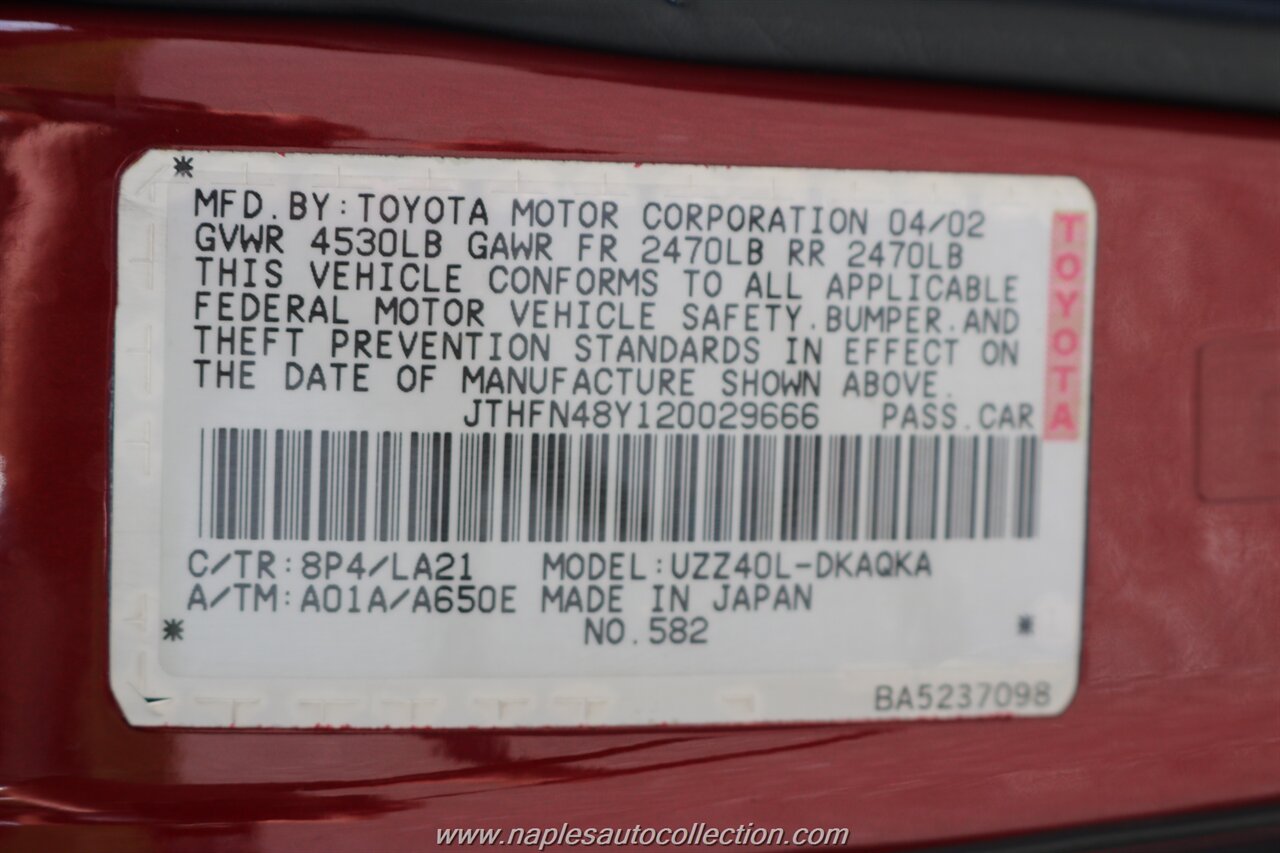 MFD.BY:TOYOTA MOTOR CORPORATION 04/02
GVWR 4530LB GAWR FR 2470LB RR 2470LB
THIS VEHICLE CONFORMS TO ALL APPLICABLE
FEDERAL MOTOR VEHICLE SAFETY.BUMPER.AND
THEFT PREVENTION STANDARDS IN EFFECT ON
THE DATE OF MANUFACTURE SHOWN ABOVE.
JTHFN48Y120029666 PASS.CAR
TOYOTA
C/TR:8P4/LA21 MODEL:UZZ40L-DKAQKA
A/TM:A01A/A650E MADE IN JAPAN
NO.582
BA5237098
www.naplesautocollection.com